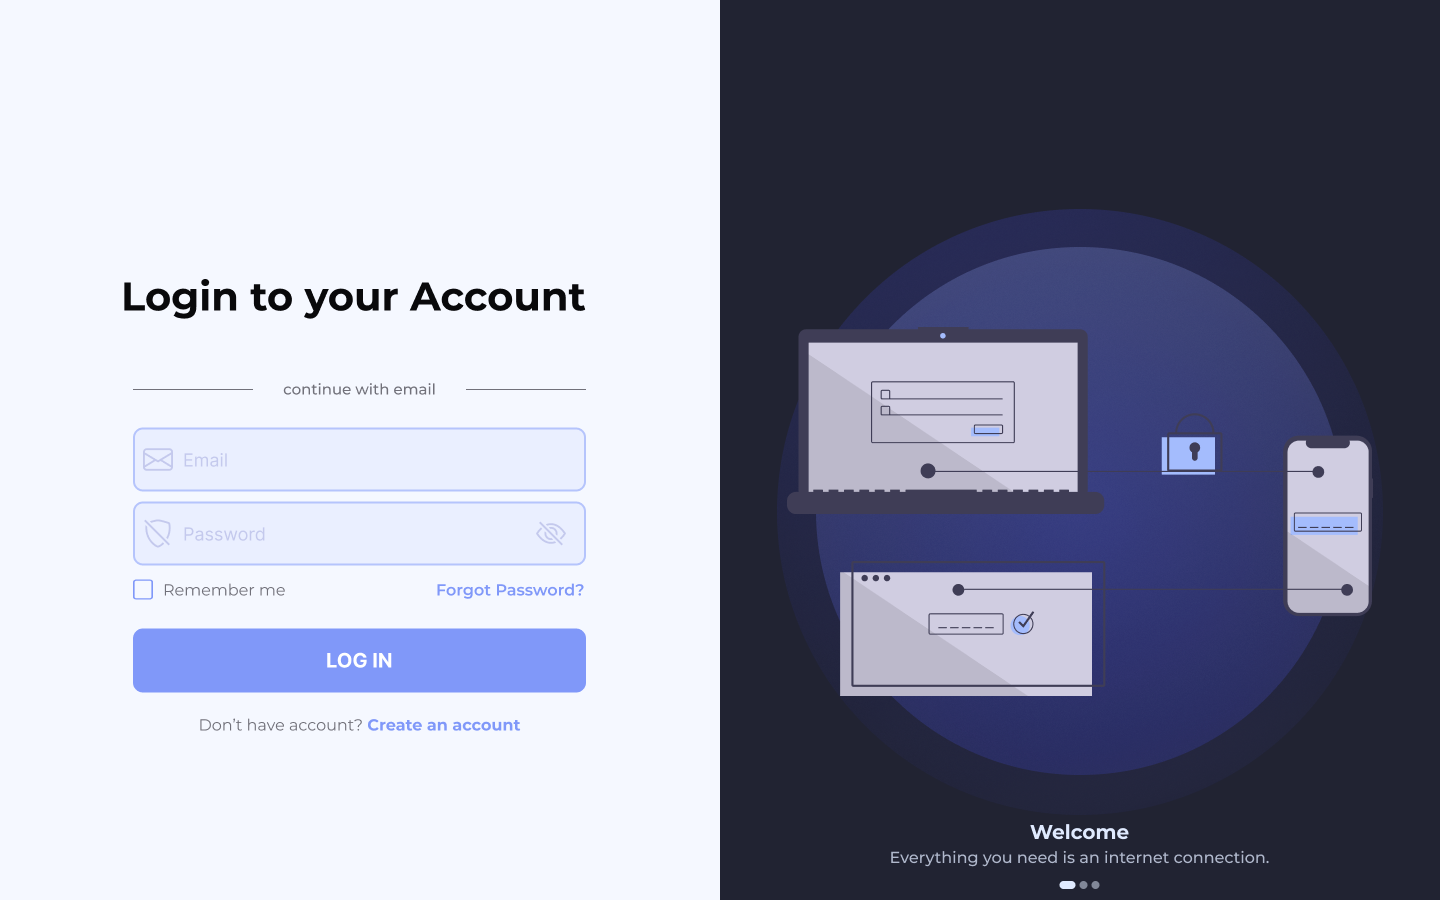 Login to your Account
continue with email
Email
Password
Remember me
Forgot Password?
LOG IN
Don’t have account? Create an account
Welcome
Everything you need is an internet connection.